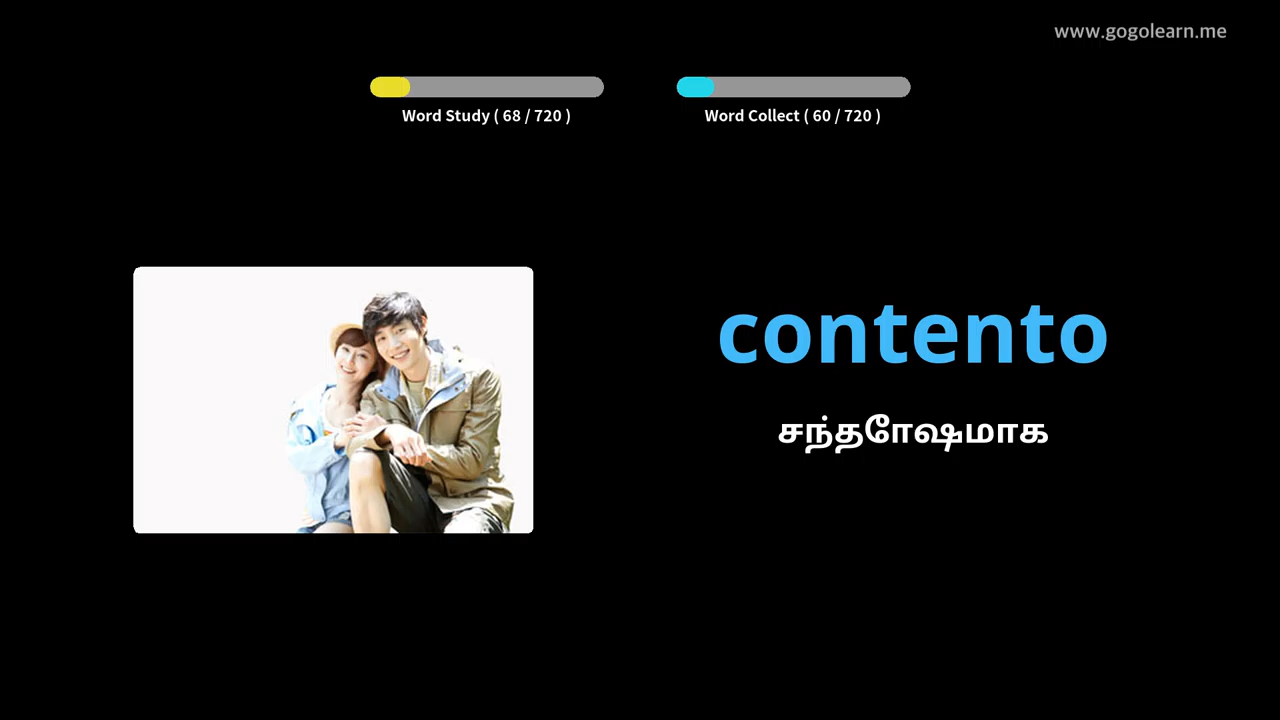 www.gogolearn.me
Word Study ( 68 / 720 )
Word Collect ( 60 / 720 )
contento
சந்தோஷமாக